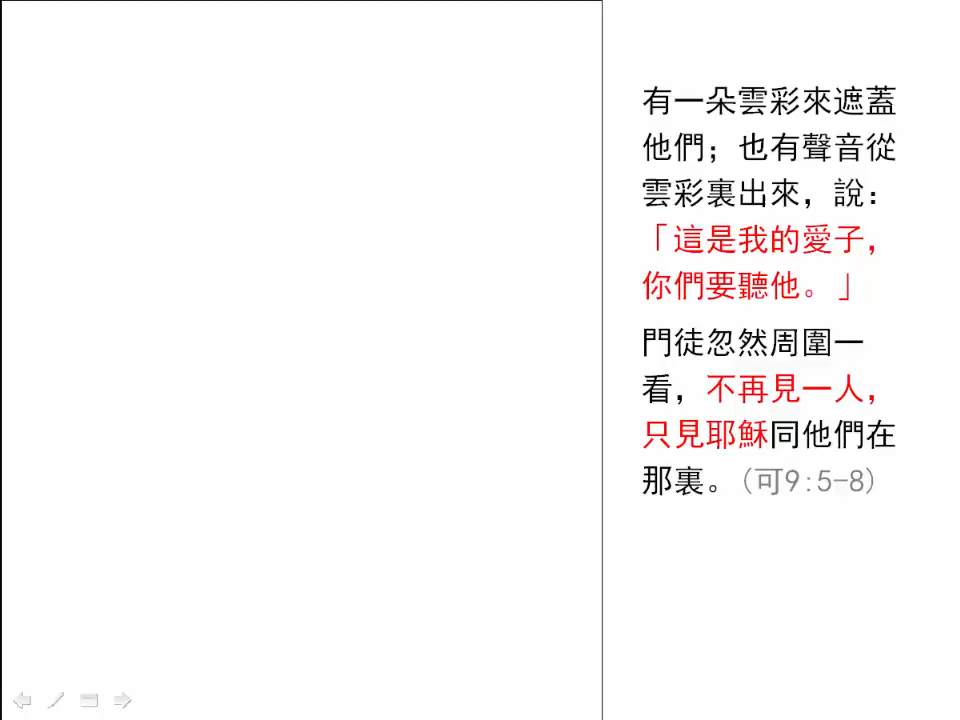 有一朵雲彩來遮蓋
他們；也有聲音從
雲彩裏出來，說：
「這是我的愛子，
你們要聽他。」
門徒忽然周圍一
看，不再見一人，
只見耶穌同他們在
那裏。(可9:5-8)